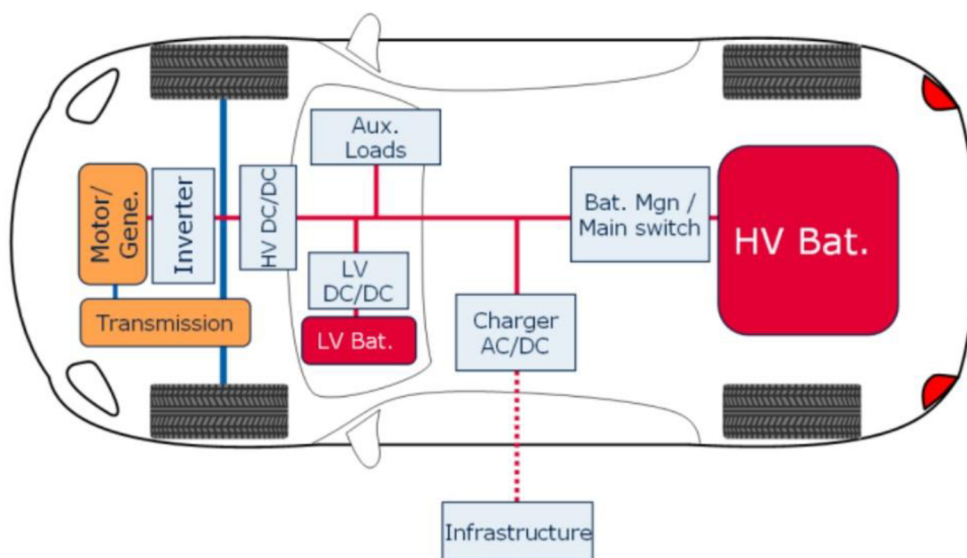 Aux.
Loads
Motor/
Gene.
Inverter
HV DC/DC
Bat. Mgn /
Main switch
HV Bat.
LV
DC/DC
Transmission
LV Bat.
Charger
AC/DC
Infrastructure